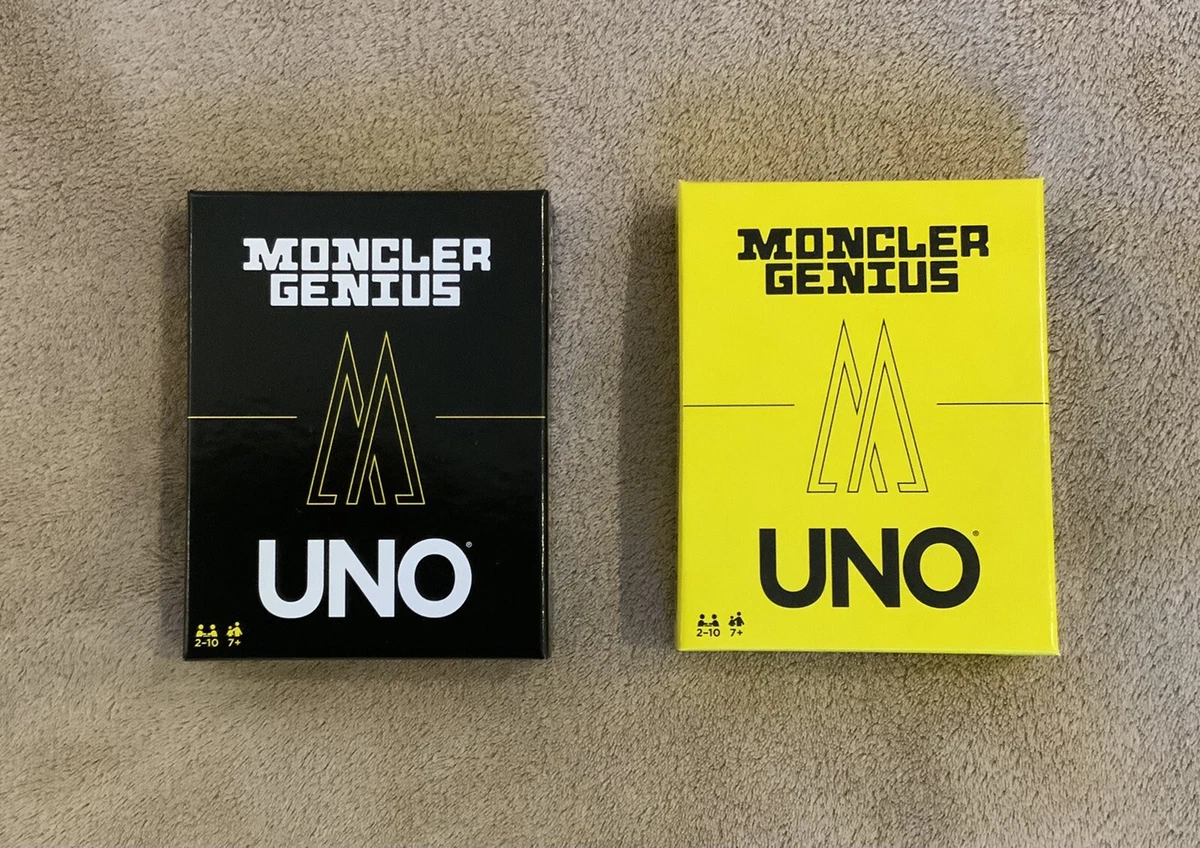 MONCLER
GENIUS
UNO®
2-10 7+
MONCLER
GENIUS
UNO®
2-10 7+